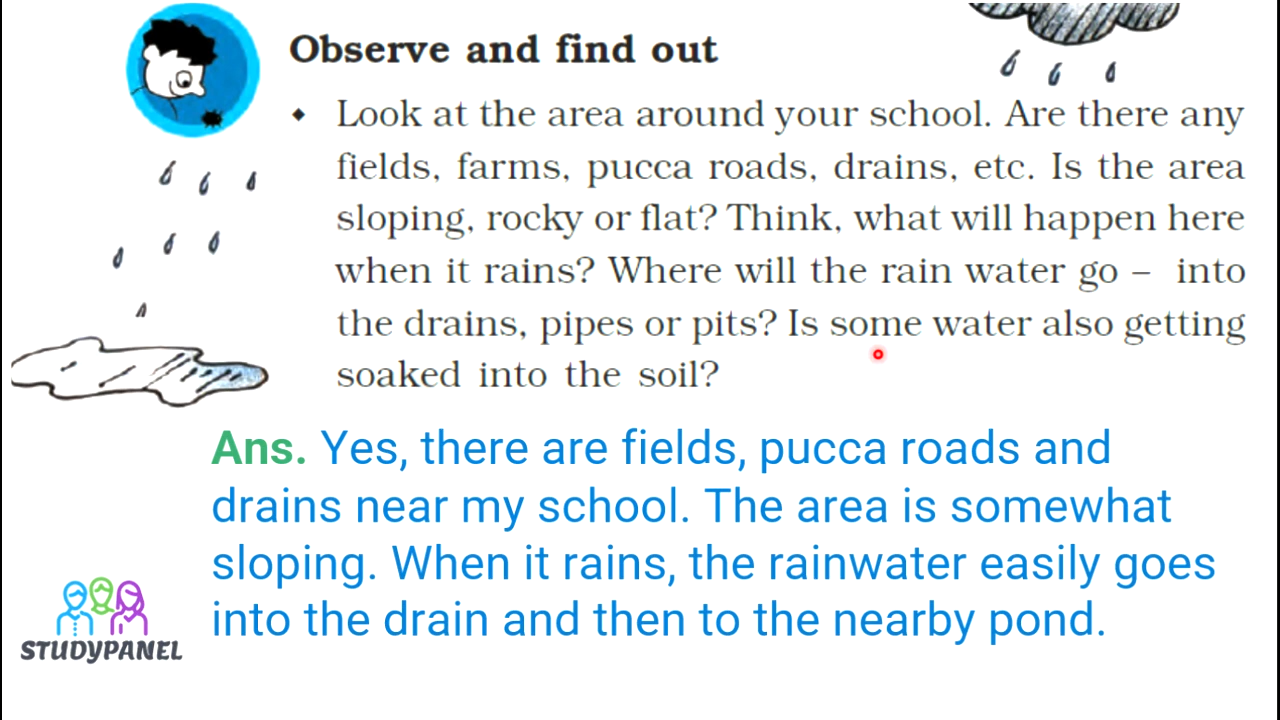 Observe and find out
◆ Look at the area around your school. Are there any
fields, farms, pucca roads, drains, etc. Is the area
sloping, rocky or flat? Think, what will happen here
when it rains? Where will the rain water go – into
the drains, pipes or pits? Is some water also getting
soaked into the soil?
Ans. Yes, there are fields, pucca roads and
drains near my school. The area is somewhat
sloping. When it rains, the rainwater easily goes
into the drain and then to the nearby pond.
STUDYPANEL